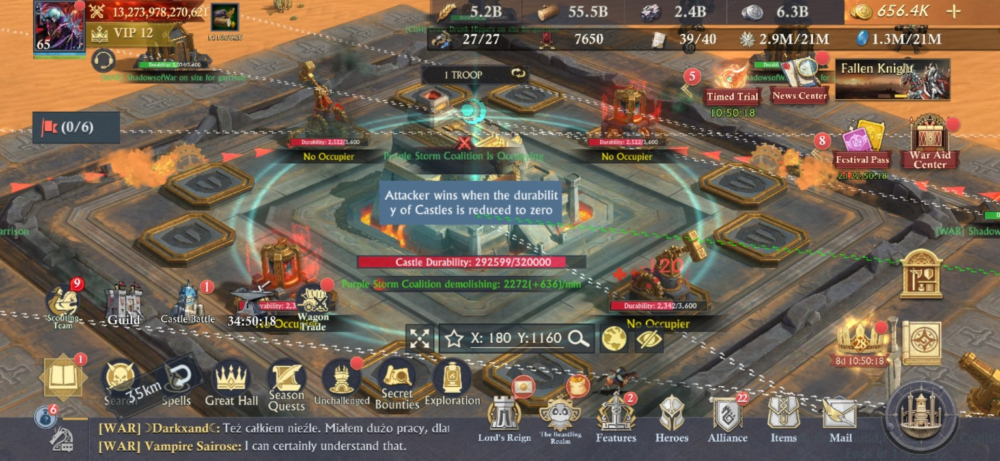 13,273,978,270,621
VIP 12
65
5.2B
55.5B
2.4B
6.3B
656.4K
27/27
7650
39/40
30
2.9M/21M
1.3M/21M
Durability: 2,034/3,600
[WAR] ShadowsofWar on site for garrison
1 TROOP
5
Timed Trial
10:50:18
News Center
Fallen Knight
(0/6)
Durability: 2,522/3,600
No Occupier
Durability: 2,522/3,600
No Occupier
Purple Storm Coalition Is Occupying
8
Festival Pass
2d 22:50:18
War Aid
Center
Attacker wins when the durabilit
y of Castles is reduced to zero
[WAR] Shadow
Castle Durability: 292599/320000
Purple Storm Coalition demolishing: 2272(+636)/min
Durability: 2,342/3,600
No Occupier
9
Scouting
Team
Guild
1
Castle Battle
34:50:18
Wagon
Trade
X: 180 Y:1160
28
8d 10:50:18
1
Search
35km
Spells
Great Hall
Season
Quests
Unchallenged
Secret
Bounties
Exploration
6
Lord's Reign
The Beastling
Realm
2
Features
Heroes
22
Alliance
Items
Mail
[WAR] ☽Darkxand☾: Też całkiem nieźle. Miałem dużo pracy, dlat
[WAR] Vampire Sairose: I can certainly understand that.